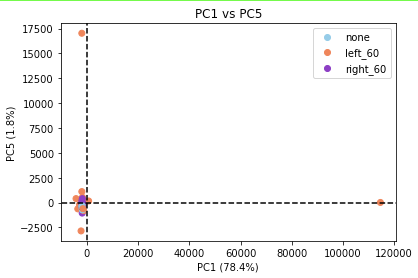 PC1 vs PC5
17500
15000
12500
10000
7500
5000
2500
0
−2500
PC5 (1.8%)
none
left_60
right_60
0
20000
40000
60000
80000
100000
120000
PC1 (78.4%)